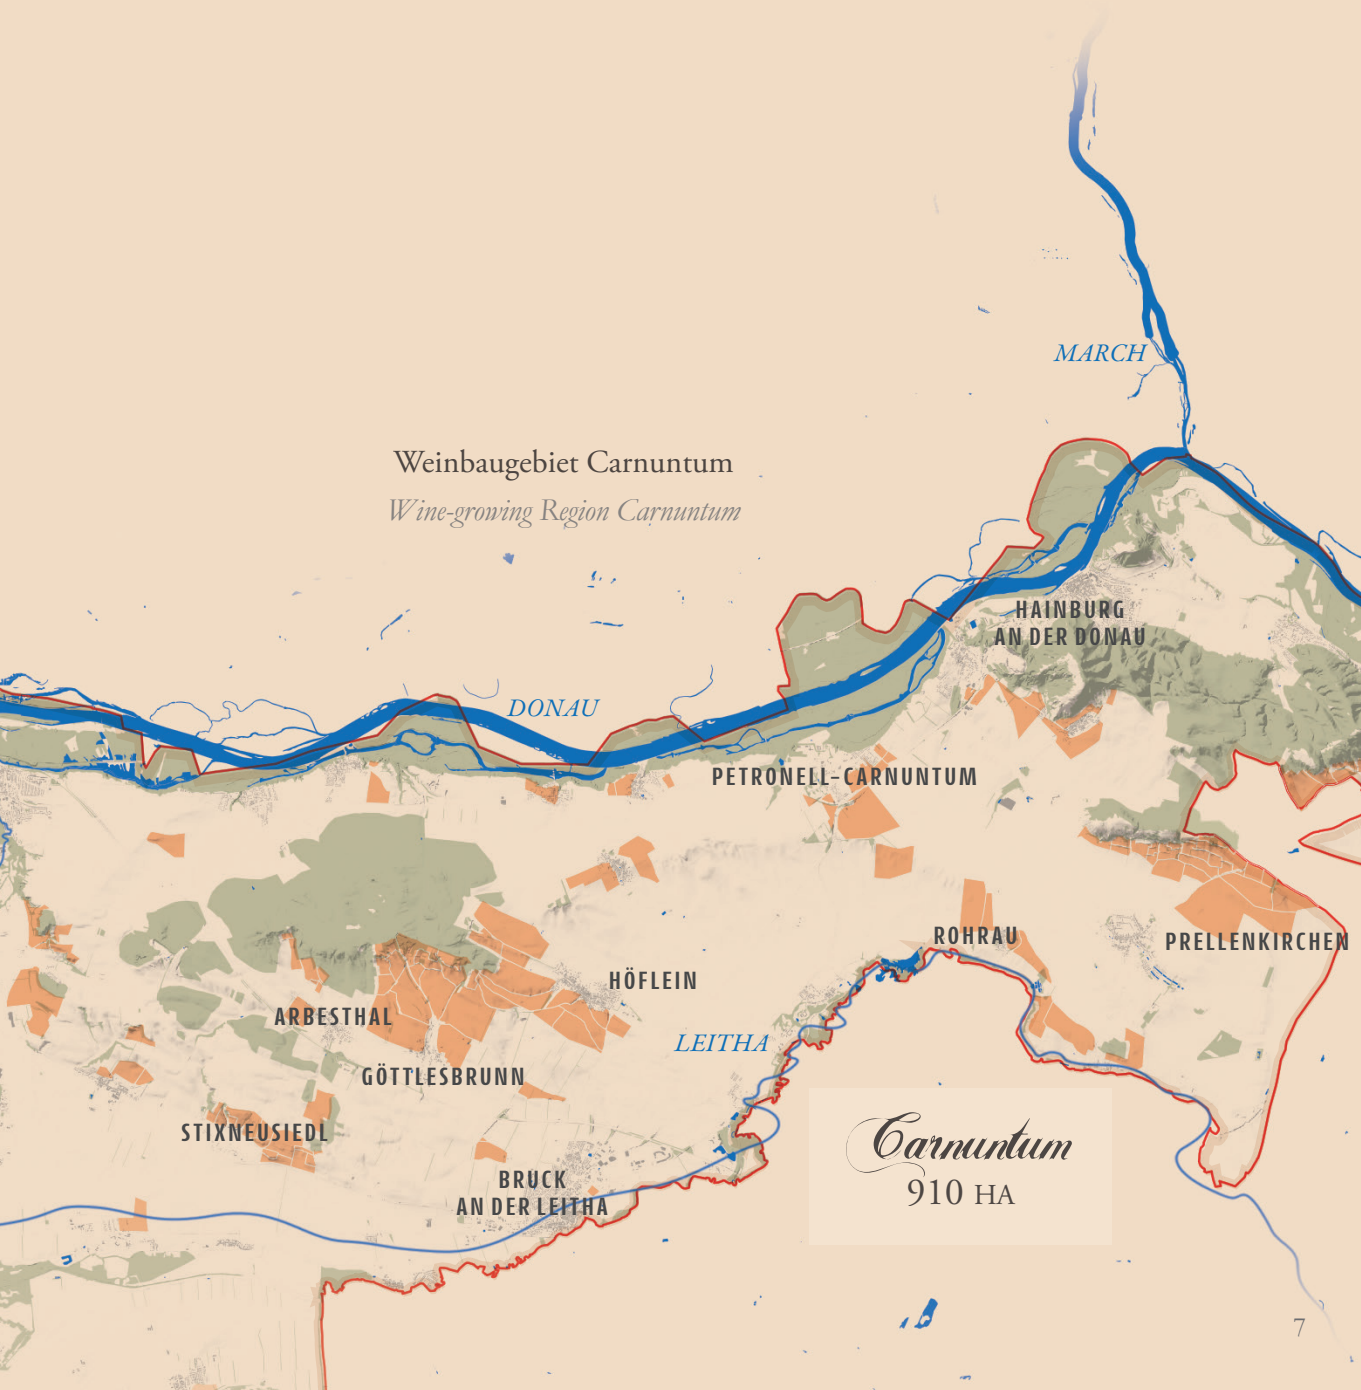 MARCH
Weinbaugebiet Carnuntum
Wine-growing Region Carnuntum
HAINBURG
AN DER DONAU
DONAU
PETRONELL-CARNUNTUM
ROHRAU
PRELLENKIRCHEN
HÖFLEIN
ARBESTHAL
LEITHA
GÖTTLESBRUNN
STIXNEUSIEDL
BRUCK
AN DER LEITHA
Carnuntum
910 HA
7